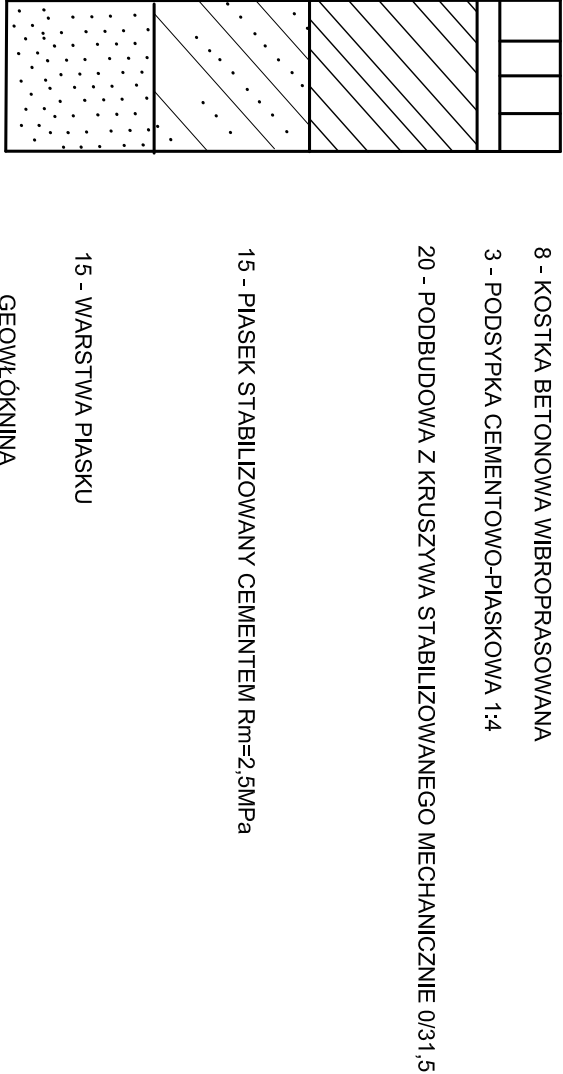 8 - KOSTKA BETONOWA WIBROPRASOWANA
3 - PODSYPKA CEMENTOWO-PIASKOWA 1:4
20 - PODBUDOWA Z KRUSZYWA STABILIZOWANEGO MECHANICZNIE 0/31,5
15 - PIASEK STABILIZOWANY CEMENTEM Rm=2,5MPa
15 - WARSTWA PIASKU
GEOWŁÓKNINA